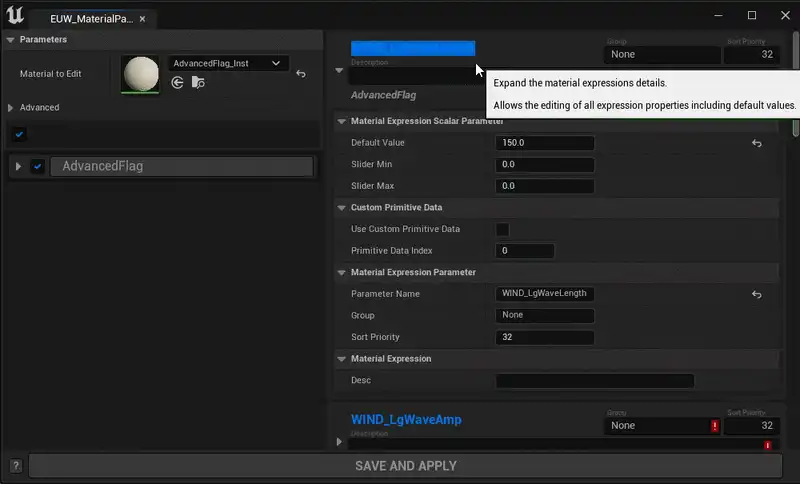 EUW_MaterialPa...
Parameters
Material to Edit
AdvancedFlag_Inst
Advanced
AdvancedFlag
Group
None
Sort Priority
32
Description
Expand the material expressions details.
Allows the editing of all expression properties including default values.
AdvancedFlag
Material Expression Scalar Parameter
Default Value
150.0
Slider Min
0.0
Slider Max
0.0
Custom Primitive Data
Use Custom Primitive Data
Primitive Data Index
0
Material Expression Parameter
Parameter Name
WIND_LgWaveLength
Group
None
Sort Priority
32
Material Expression
Desc
WIND_LgWaveAmp
Group
None
Sort Priority
32
Description
?
SAVE AND APPLY